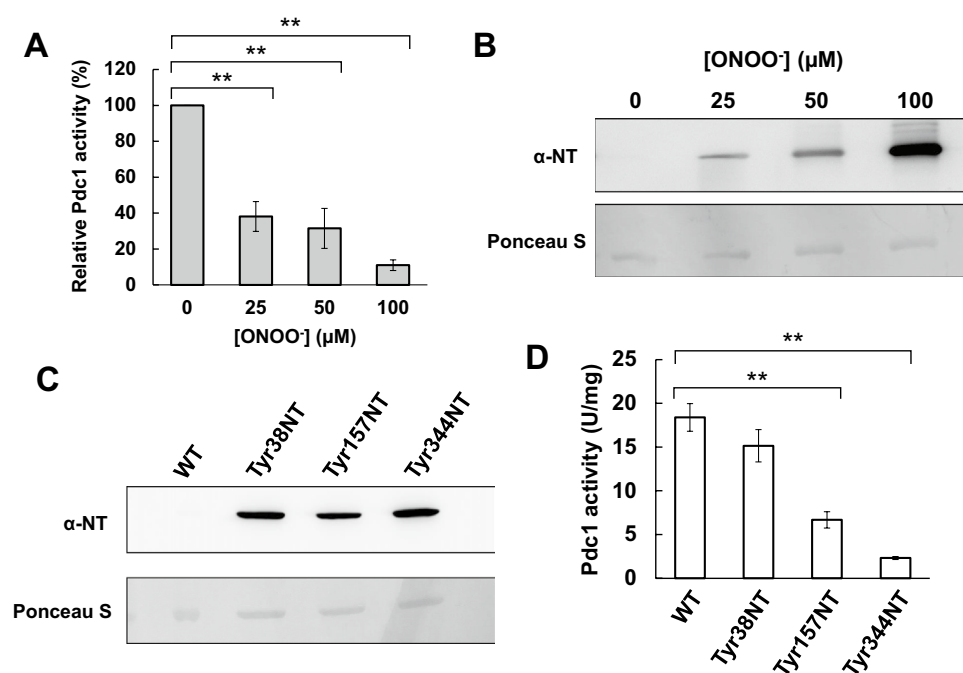 A
Relative Pdc1 activity (%)
120
100
80
60
40
20
0
**
**
**
0 25 50 100
[ONOO-] (µM)
B
[ONOO-] (µM)
0 25 50 100
α-NT
Ponceau S
C
WT Tyr38NT Tyr157NT Tyr344NT
α-NT
Ponceau S
D
Pdc1 activity (U/mg)
25
20
15
10
5
0
**
**
WT Tyr38NT Tyr157NT Tyr344NT